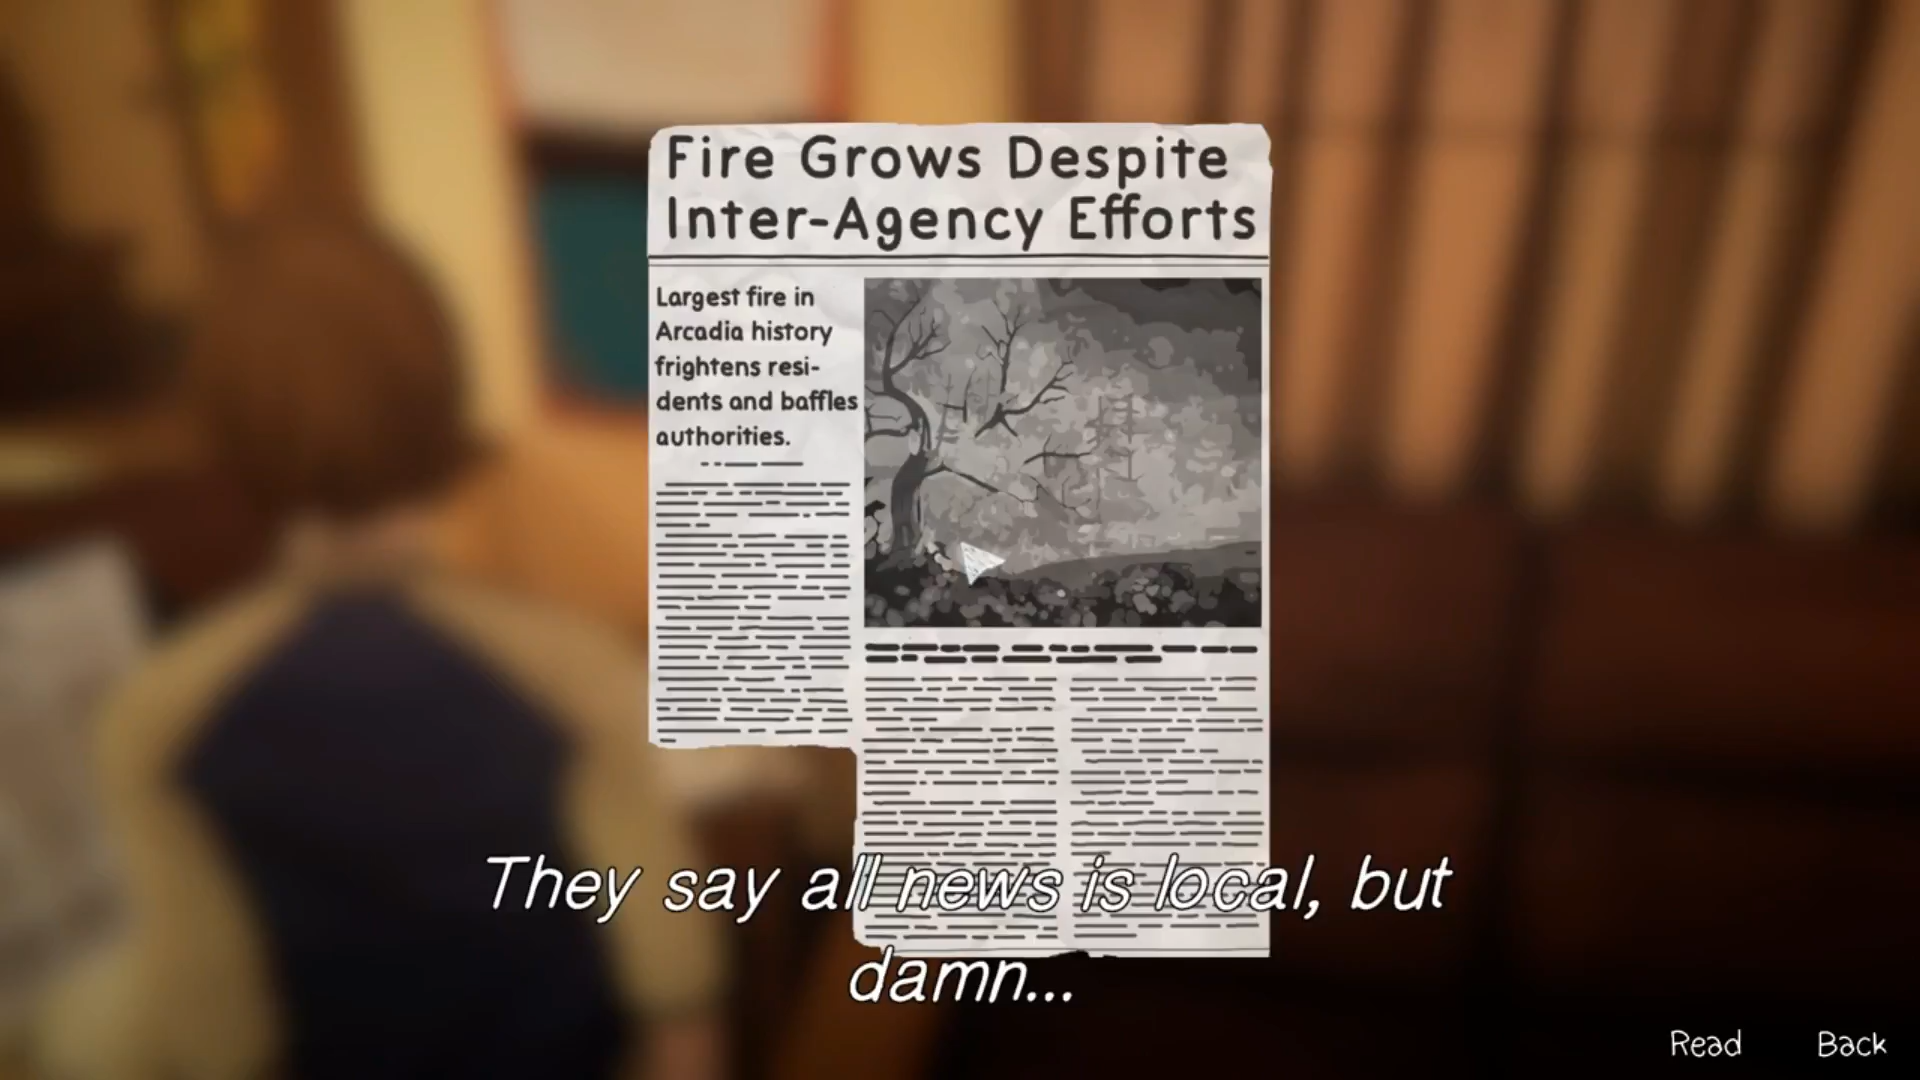 Fire Grows Despite
Inter-Agency Efforts
Largest fire in
Arcadia history
frightens resi-
dents and baffles
authorities.
They say all news is local, but
damn...
Read
Back